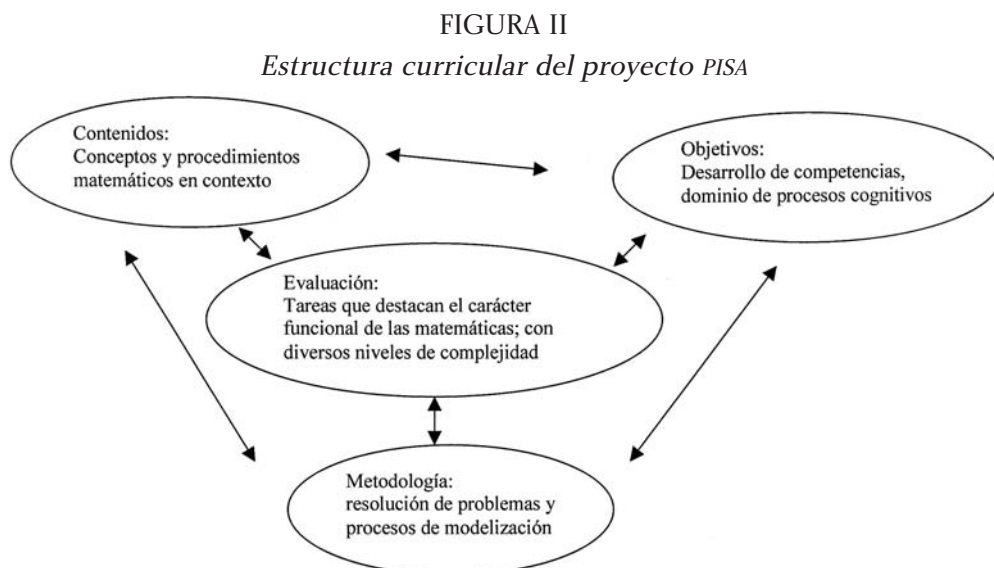 FIGURA II
Estructura curricular del proyecto PISA
Contenidos:
Conceptos y procedimientos
matemáticos en contexto
Objetivos:
Desarrollo de competencias,
dominio de procesos cognitivos
Evaluación:
Tareas que destacan el carácter
funcional de las matemáticas; con
diversos niveles de complejidad
Metodología:
resolución de problemas y
procesos de modelización